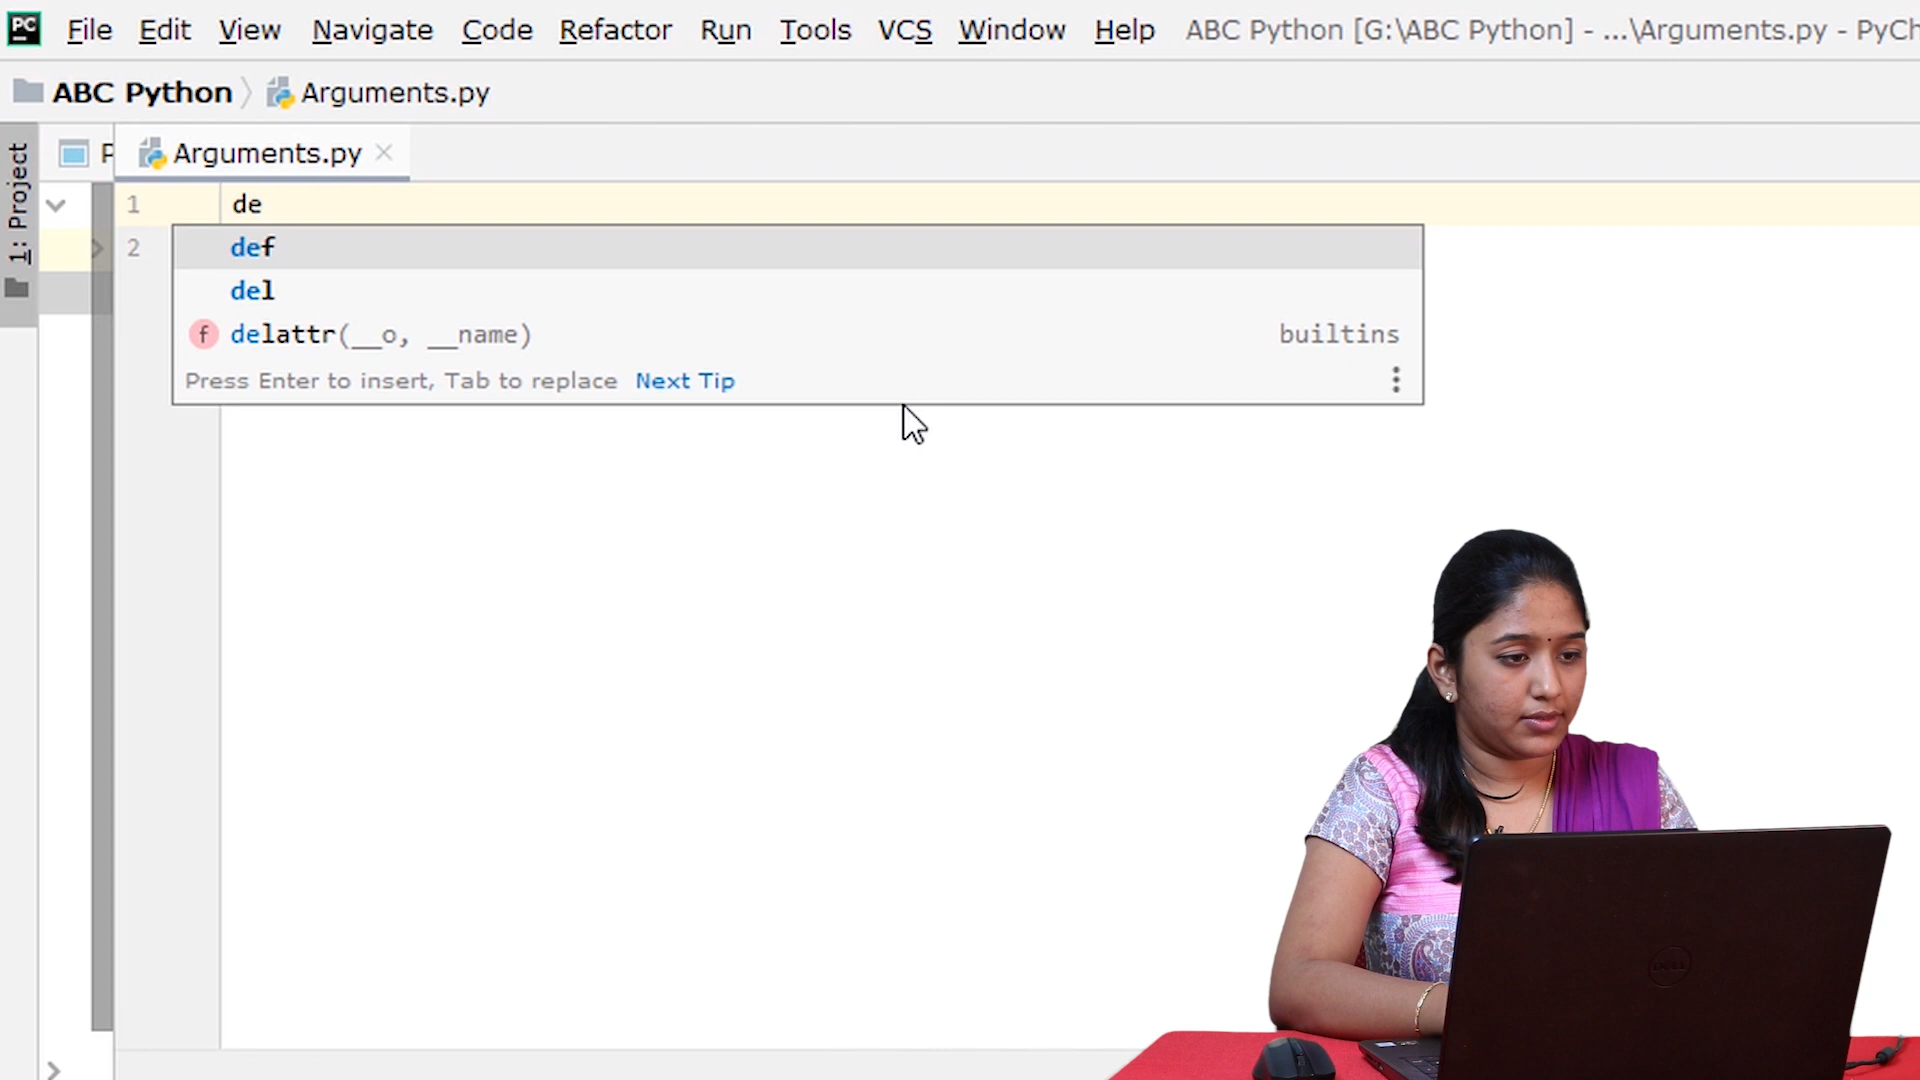 PC File Edit View Navigate Code Refactor Run Tools VCS Window Help ABC Python [G:\ABC Python] - ...\Arguments.py - PyCh
ABC Python Arguments.py
1: Project
P Arguments.py
1 de
2
def
del
f delattr(__o, __name) builtins
Press Enter to insert, Tab to replace Next Tip
DELL